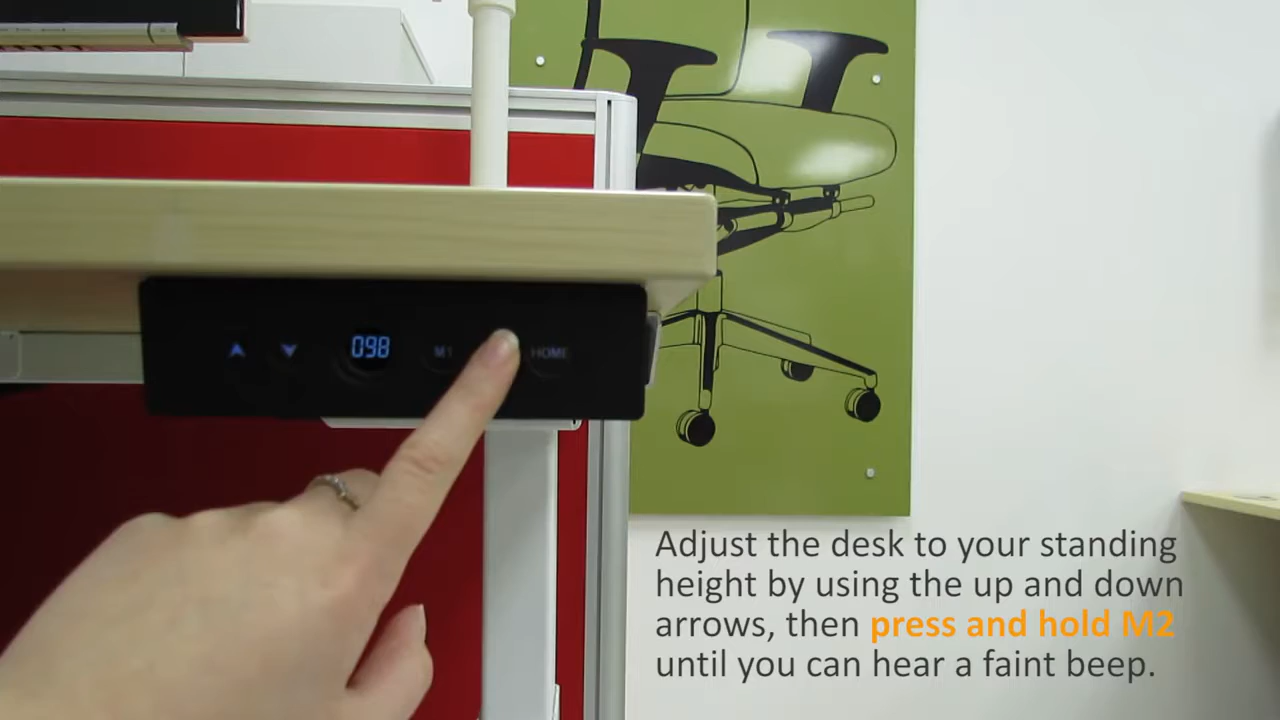 098
M1
HOME
Adjust the desk to your standing
height by using the up and down
arrows, then press and hold M2
until you can hear a faint beep.